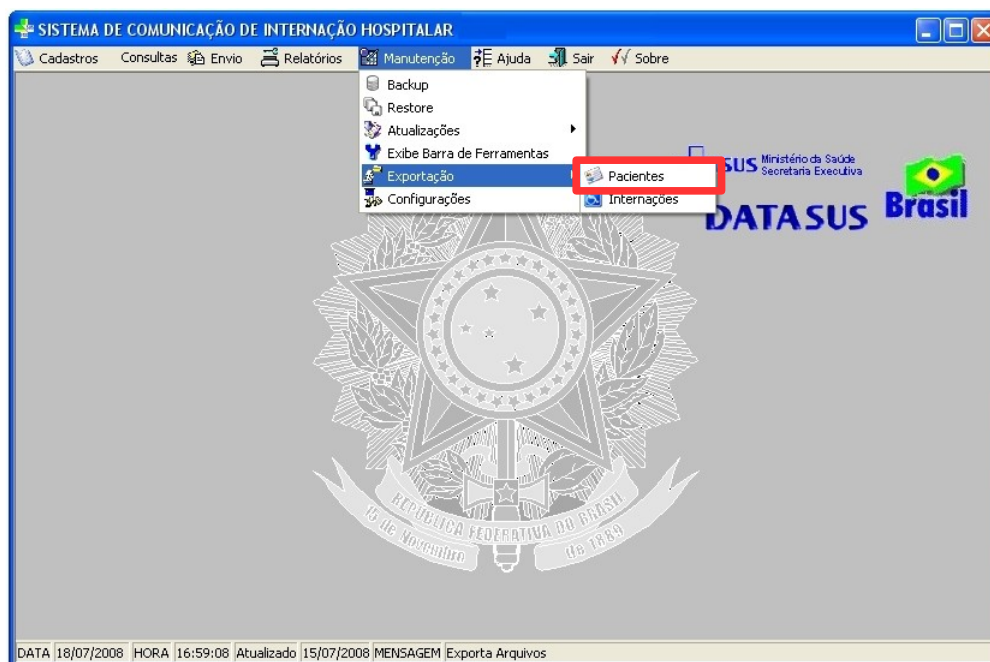 SISTEMA DE COMUNICAÇÃO DE INTERNAÇÃO HOSPITALAR
Cadastros Consultas Envio Relatórios Manutenção Ajuda Sair Sobre
Backup
Restore
Atualizações
Exibe Barra de Ferramentas
Exportação
Configurações
Pacientes
Internações
SUS Ministério da Saúde
Secretaria Executiva
DATASUS
Brasil
REPÚBLICA FEDERATIVA DO BRASIL
15 de Novembro de 1889
DATA 18/07/2008 HORA 16:59:08 Atualizado 15/07/2008 MENSAGEM Exporta Arquivos